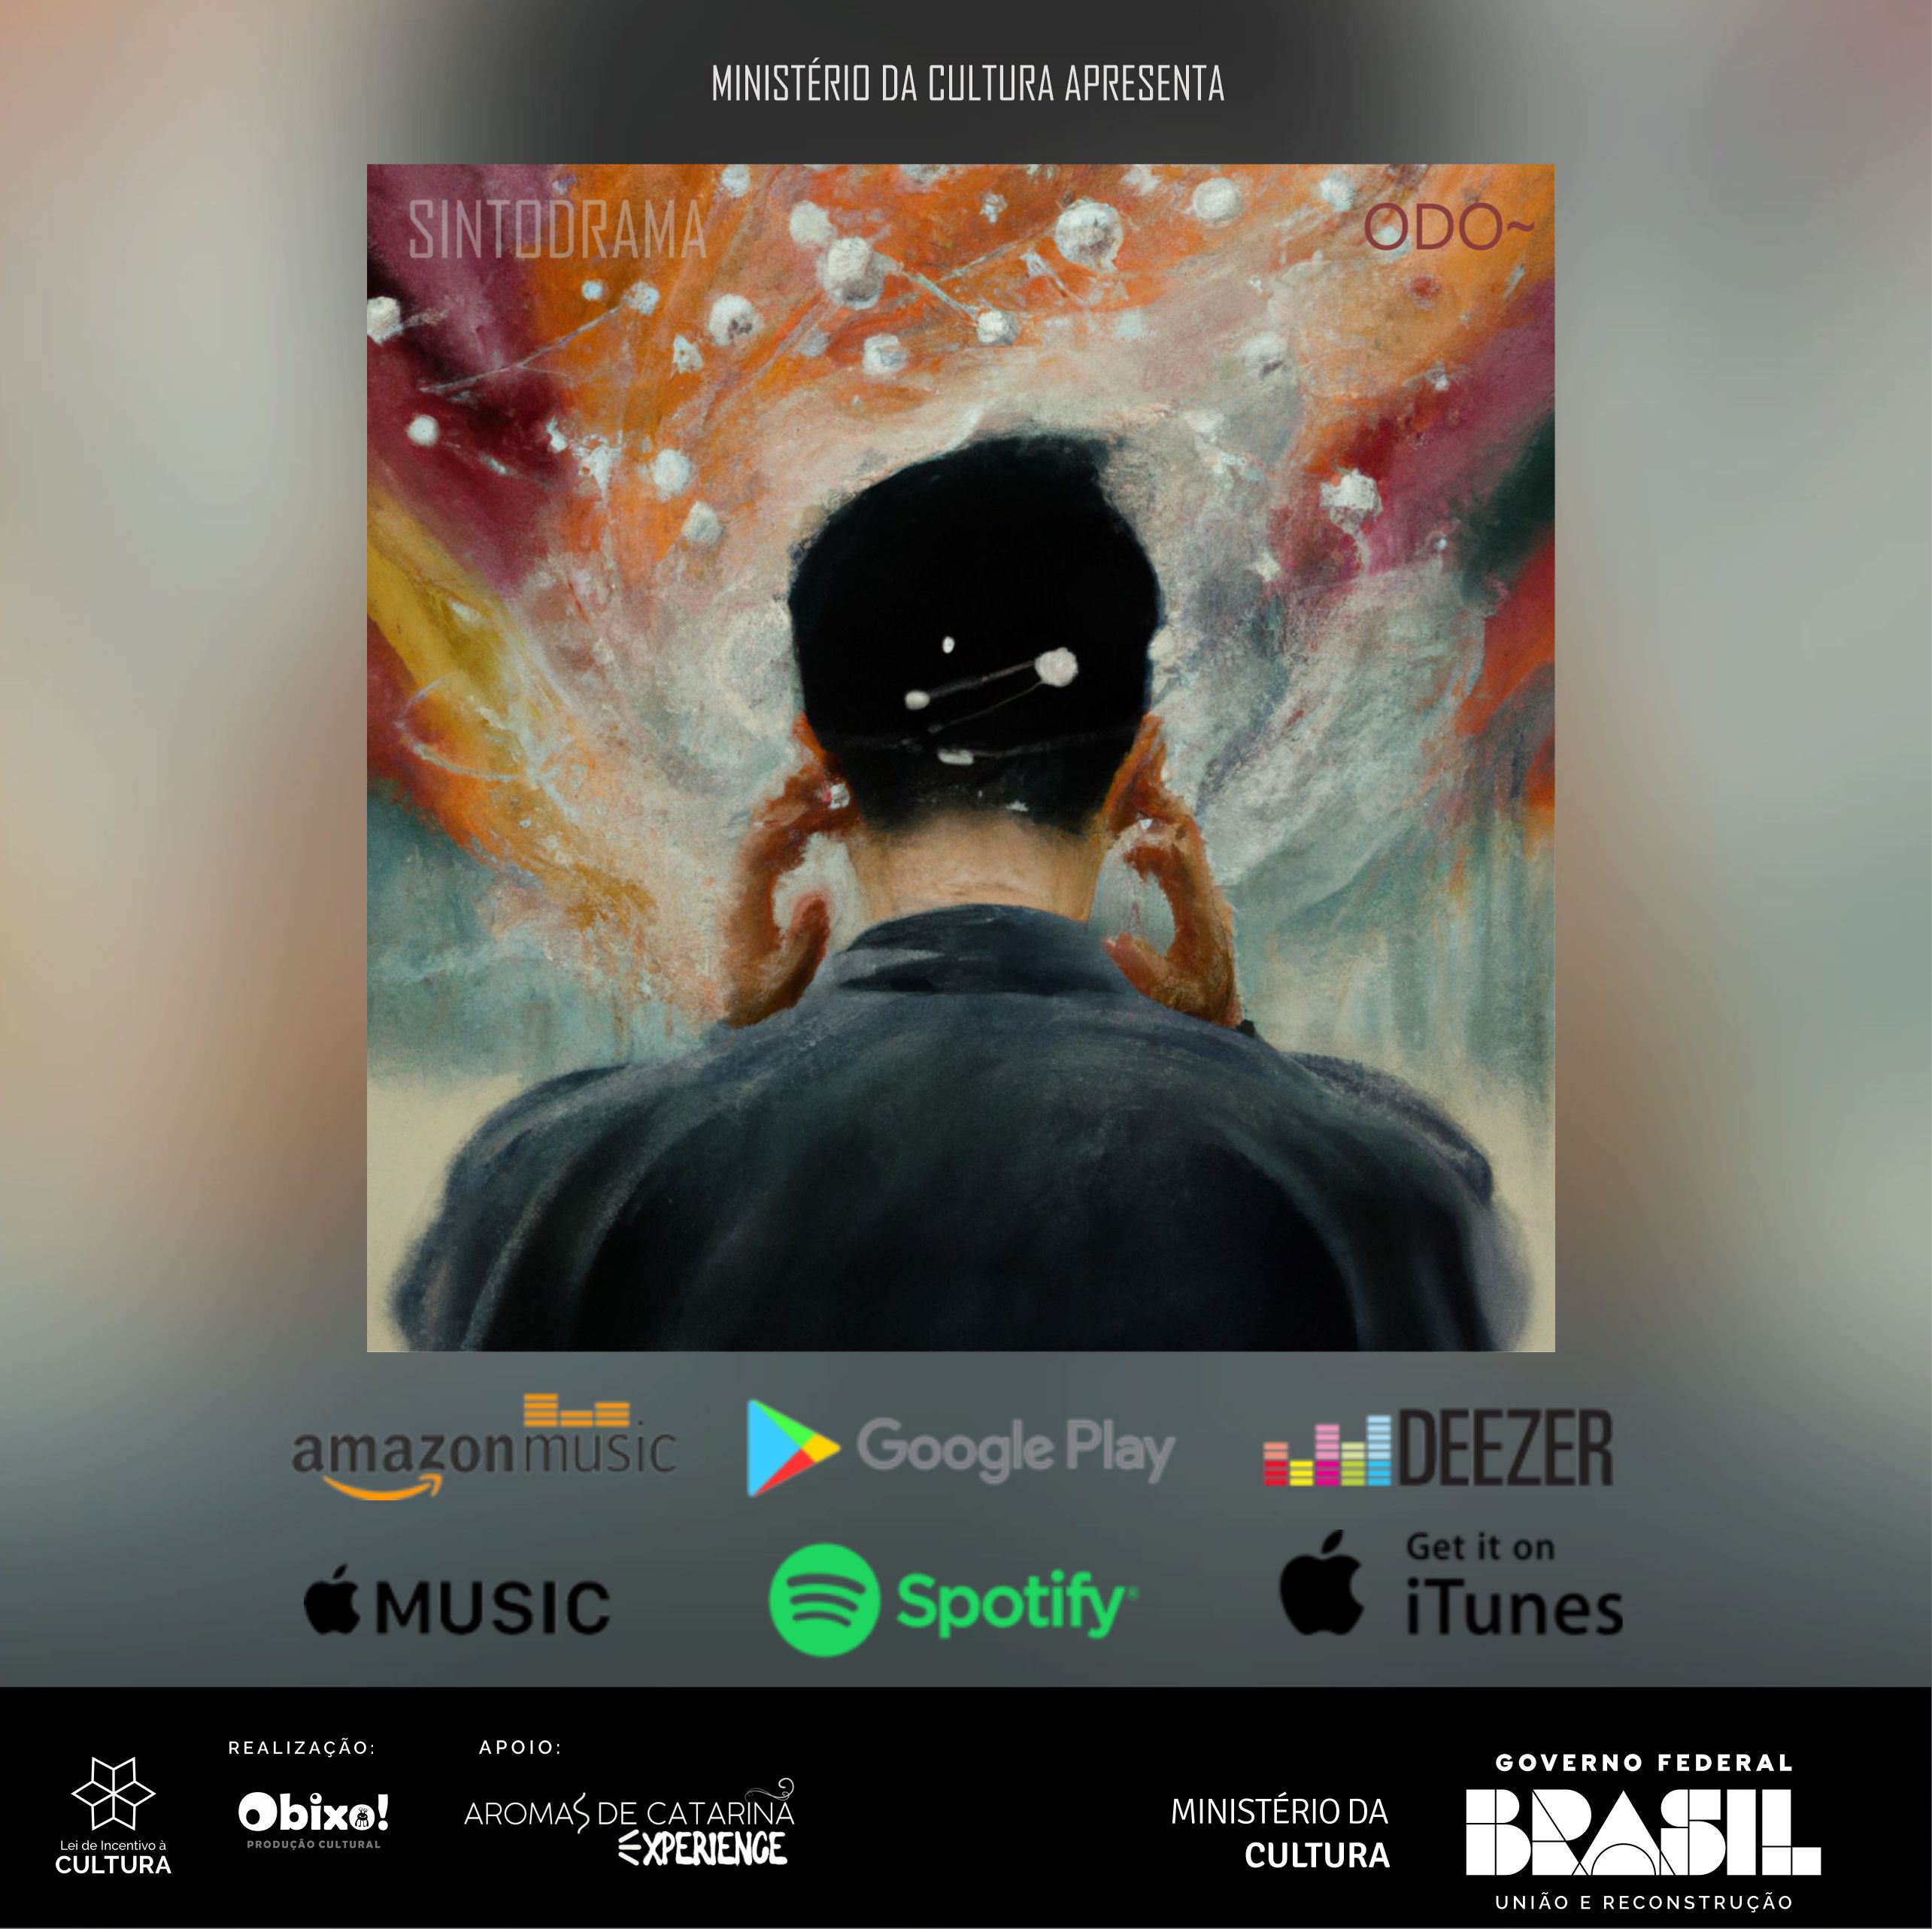 MINISTÉRIO DA CULTURA APRESENTA
SINTODRAMA
ODO~
amazon music
Google Play
DEEZER
MUSIC
Spotify®
Get it on
iTunes
Lei de Incentivo à
CULTURA
REALIZAÇÃO:
Obixo!
PRODUÇÃO CULTURAL
APOIO:
AROMAS DE CATARINA
EXPERIENCE
MINISTÉRIO DA
CULTURA
GOVERNO FEDERAL
BRASIL
UNIÃO E RECONSTRUÇÃO